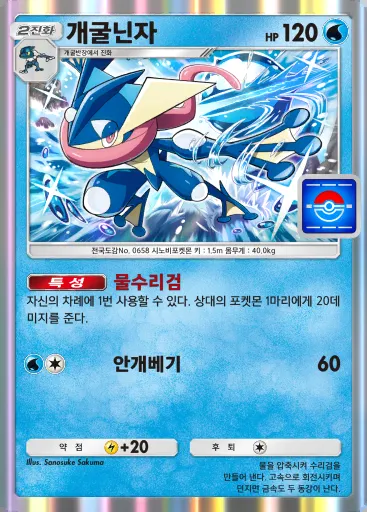 2진화 개굴닌자 HP 120
개굴반장에서 진화
전국도감No. 0658 시노비포켓몬 키 : 1.5m 몸무게 : 40.0kg
특성 물수리검
자신의 차례에 1번 사용할 수 있다. 상대의 포켓몬 1마리에게 20데
미지를 준다.
안개베기 60
약점 +20 후퇴
Illus. Sanosuke Sakuma
물을 압축시켜 수리검을
만들어 낸다. 고속으로 회전시키며
던지면 금속도 두 동강이 난다.